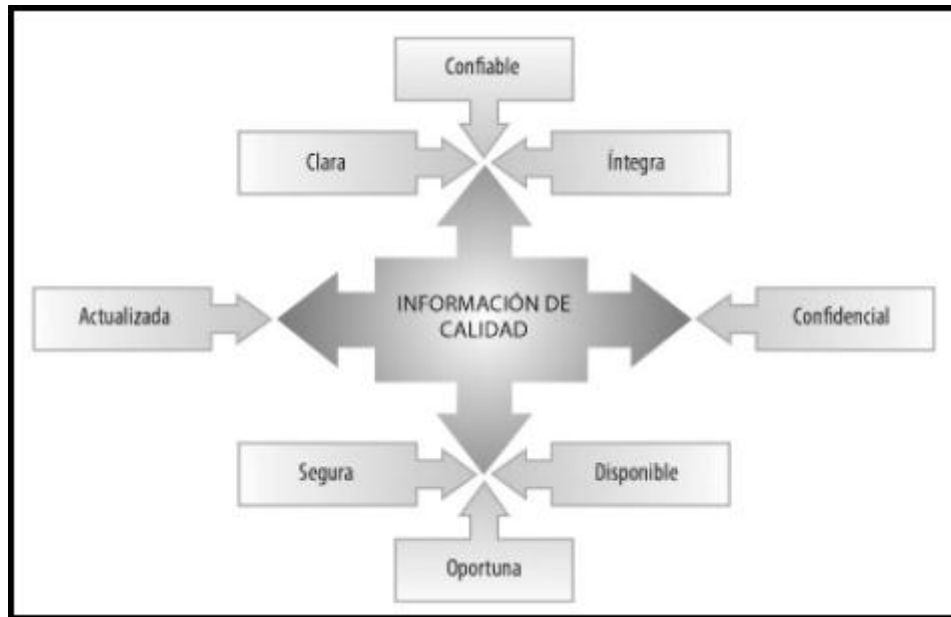 Confiable
Clara
Íntegra
Actualizada
INFORMACIÓN DE
CALIDAD
Confidencial
Segura
Disponible
Oportuna